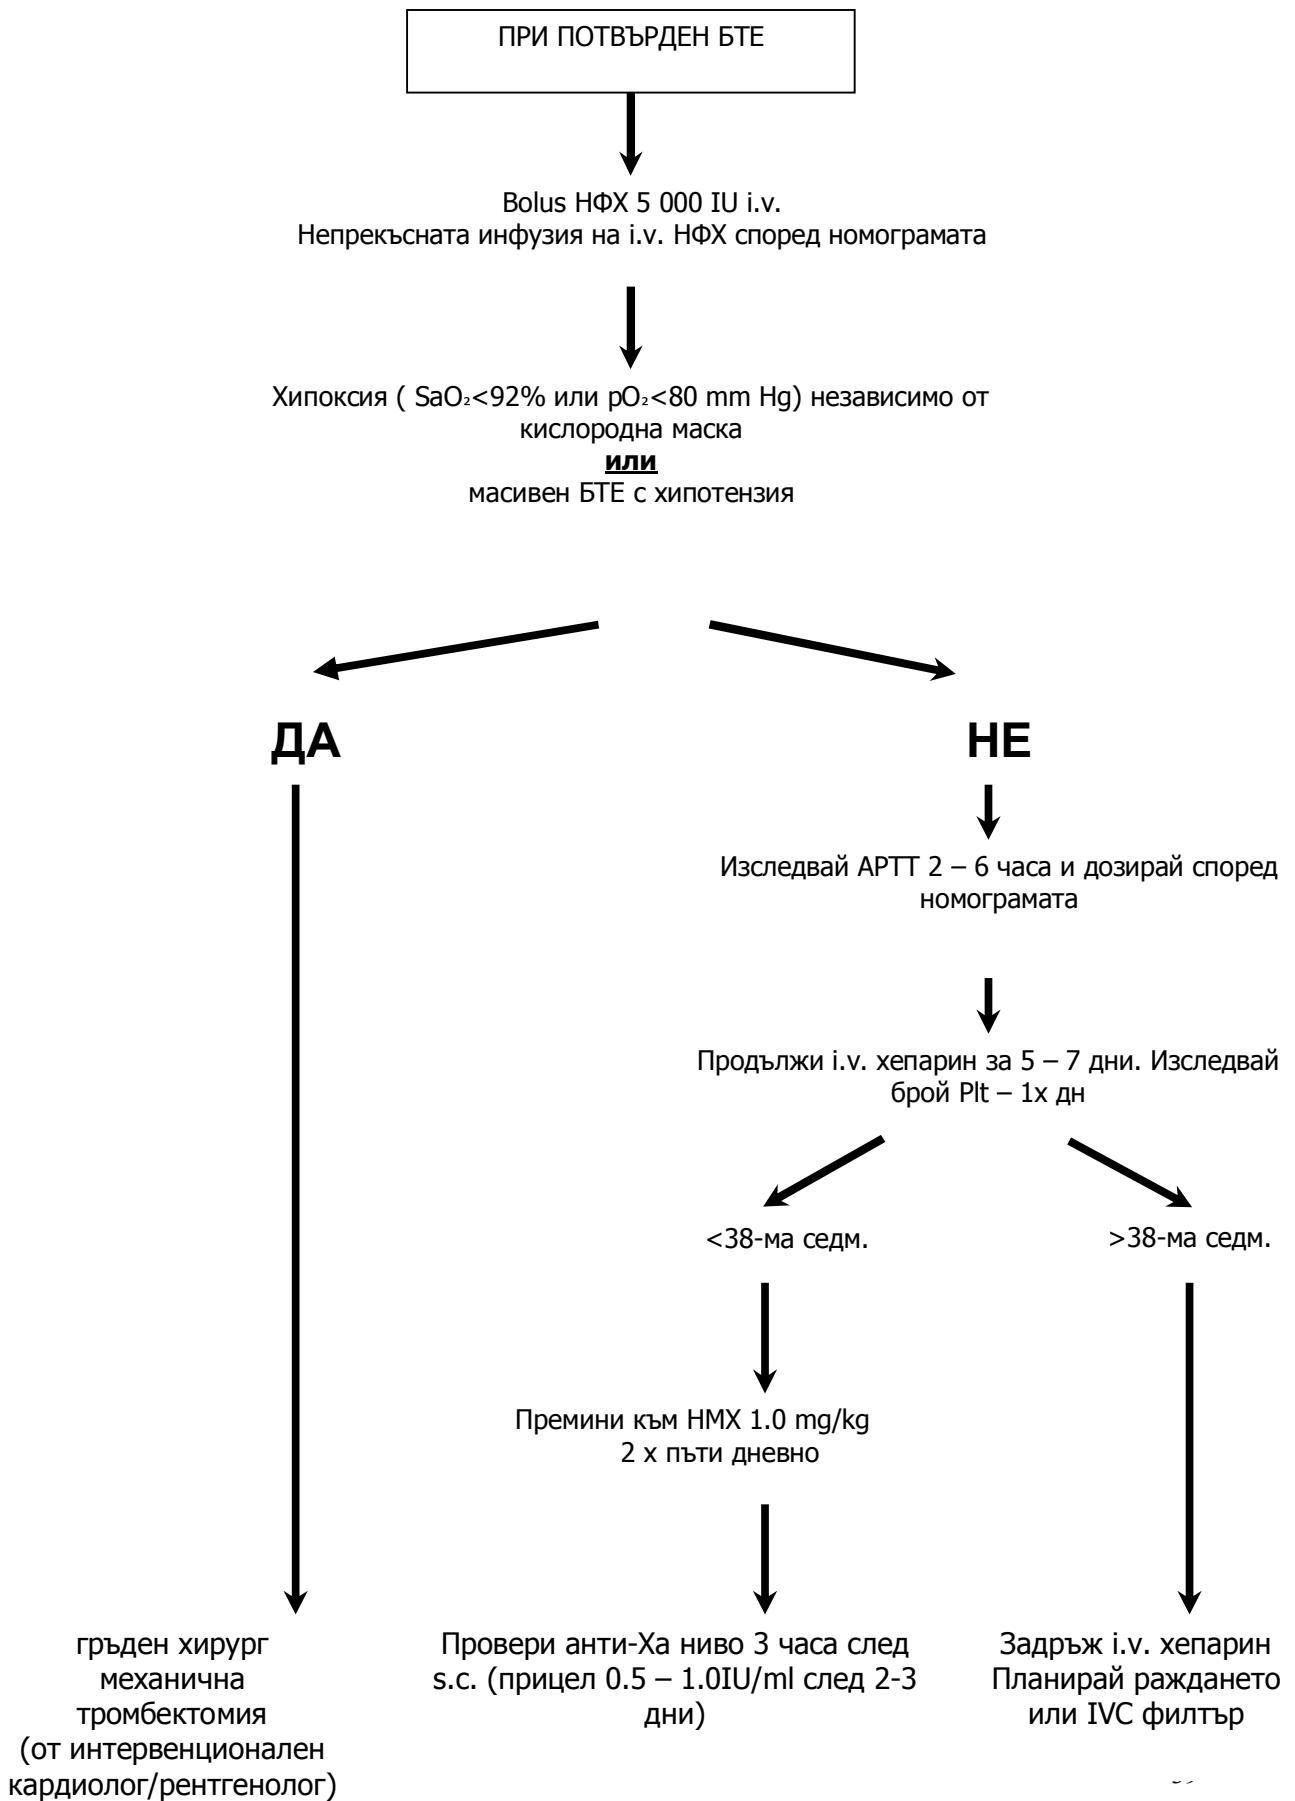 ПРИ ПОТВЪРДЕН БТЕ
Bolus НФХ 5 000 IU i.v.
Непрекъсната инфузия на i.v. НФХ според номограмата
Хипоксия ( SaO₂<92% или pO₂<80 mm Hg) независимо от
кислородна маска
или
масивен БТЕ с хипотензия
ДА
НЕ
Изследвай АРТТ 2 – 6 часа и дозирай според
номограмата
Продължи i.v. хепарин за 5 – 7 дни. Изследвай
брой Plt – 1x дн
<38-ма седм.
>38-ма седм.
Премини към НМХ 1.0 mg/kg
2 x пъти дневно
гръден хирург
механична
тромбектомия
(от интервенционален
кардиолог/рентгенолог)
Провери анти-Ха ниво 3 часа след
s.c. (прицел 0.5 – 1.0IU/ml след 2-3
дни)
Задръж i.v. хепарин
Планирай раждането
или IVC филтър